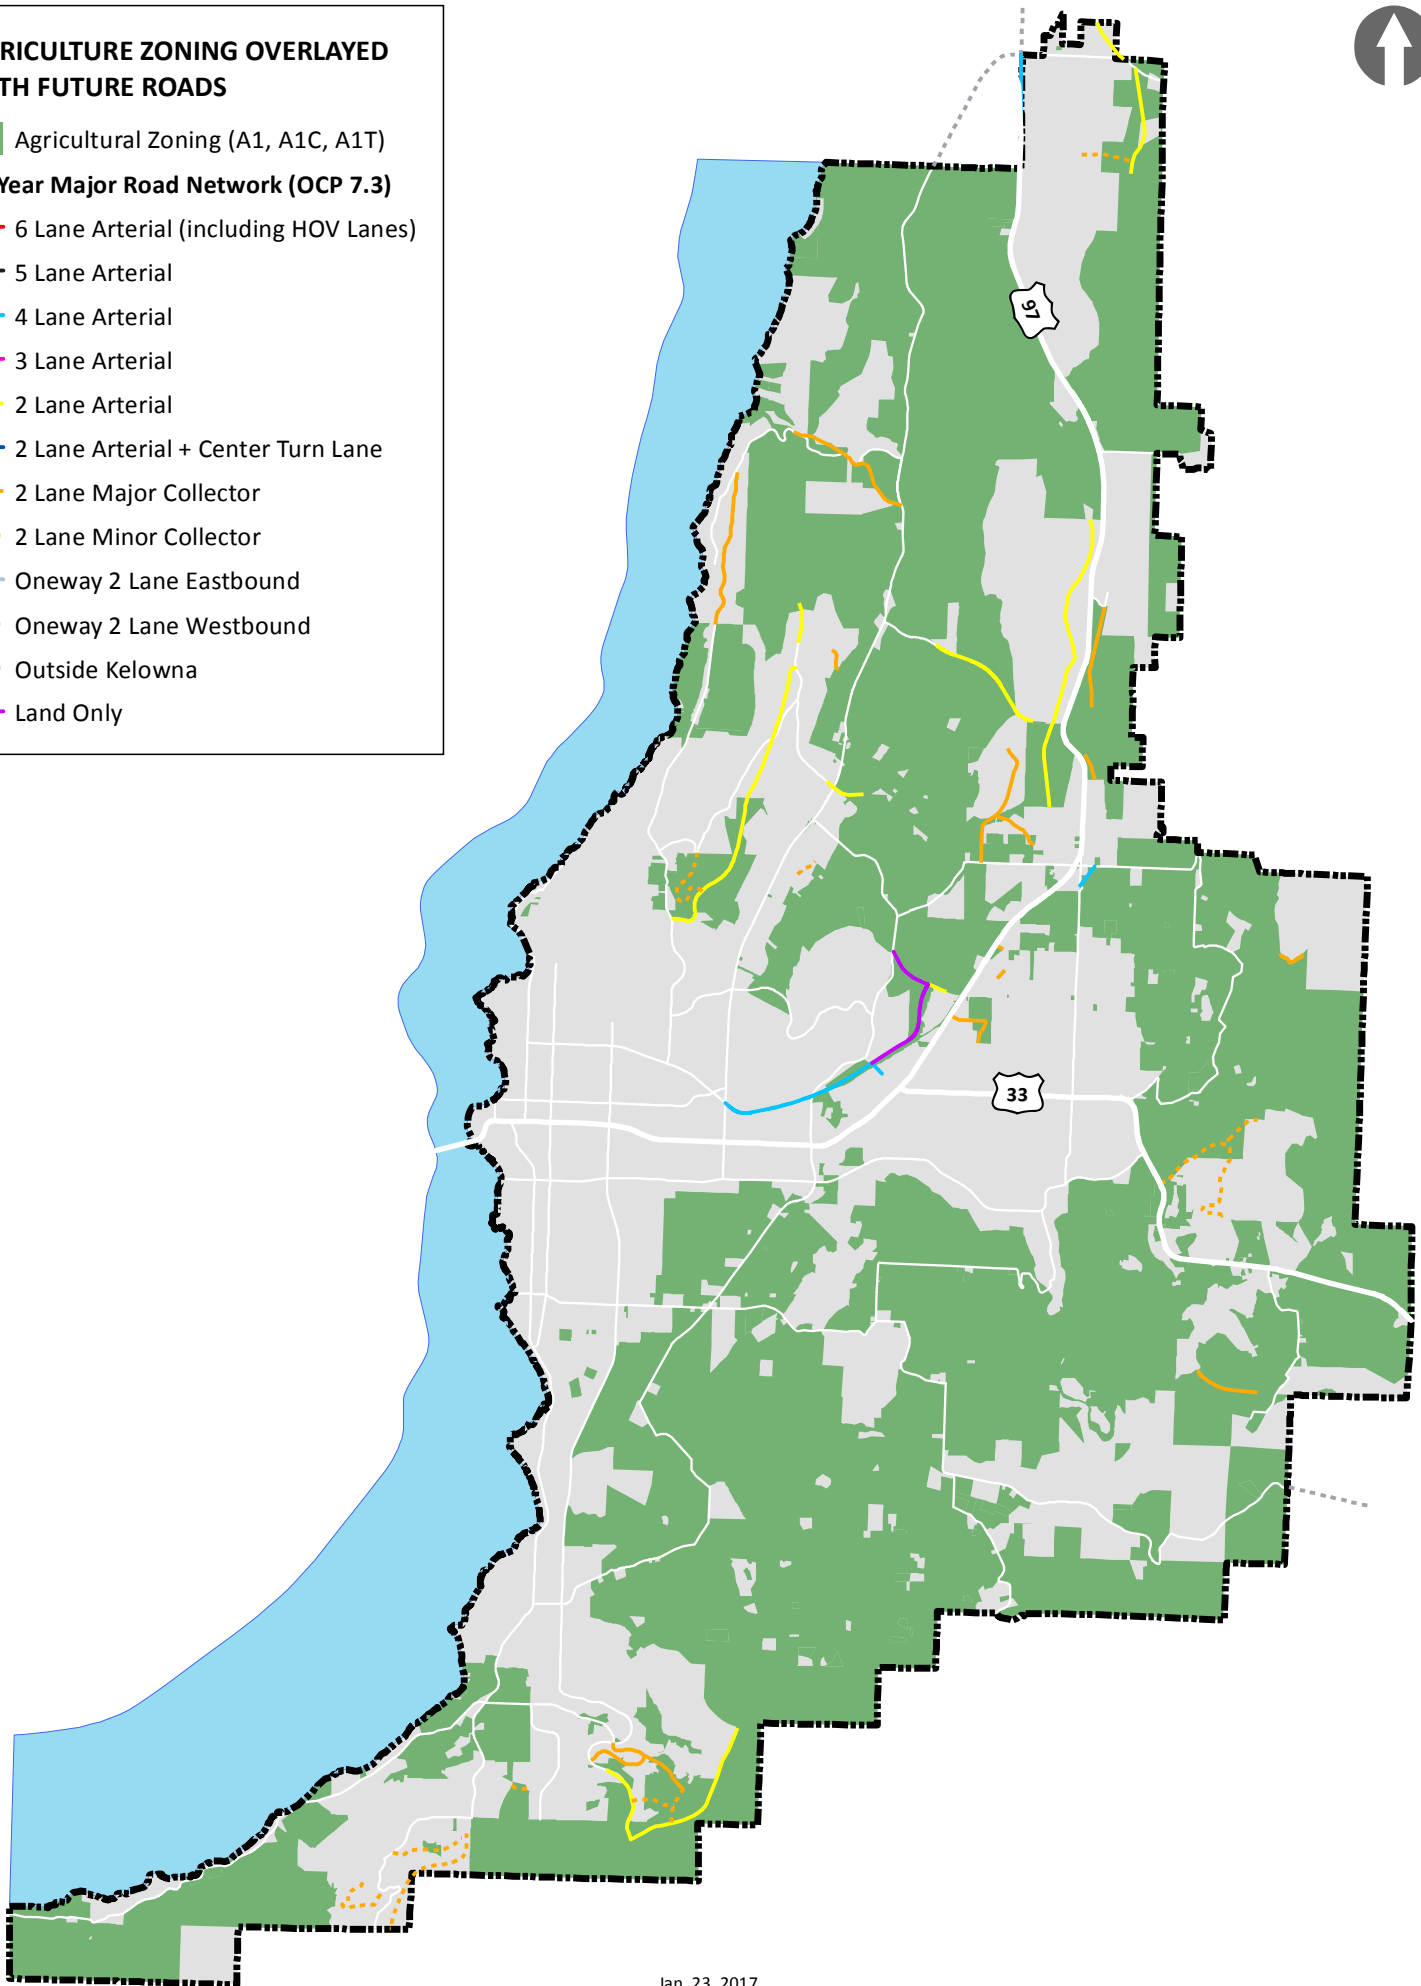 RICULTURE ZONING OVERLAYED
TH FUTURE ROADS
Agricultural Zoning (A1, A1C, A1T)
Year Major Road Network (OCP 7.3)
6 Lane Arterial (including HOV Lanes)
5 Lane Arterial
4 Lane Arterial
3 Lane Arterial
2 Lane Arterial
2 Lane Arterial + Center Turn Lane
2 Lane Major Collector
2 Lane Minor Collector
Oneway 2 Lane Eastbound
Oneway 2 Lane Westbound
Outside Kelowna
Land Only
97
33
Jan. 23, 2017